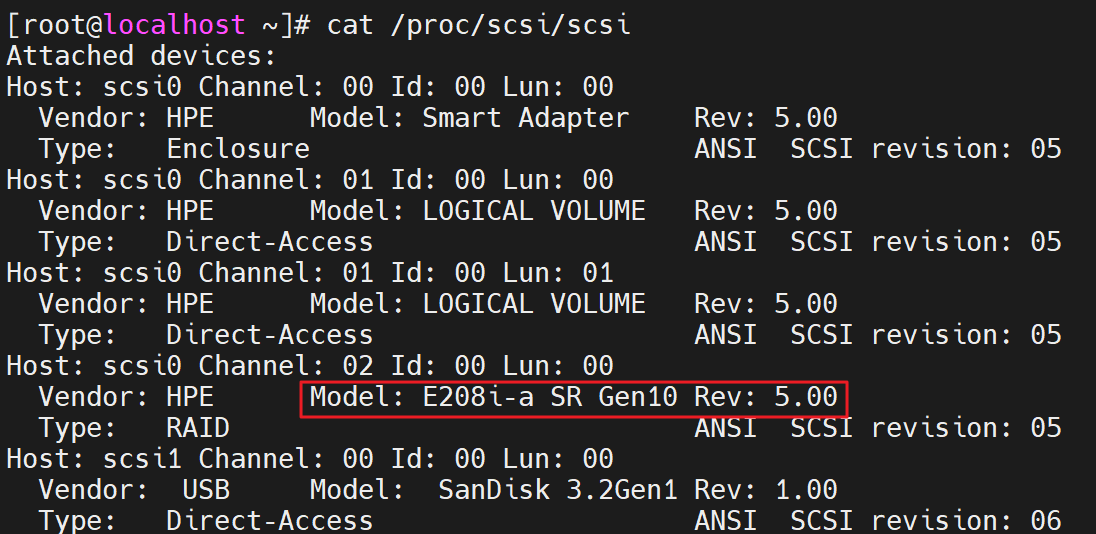 [root@localhost ~]# cat /proc/scsi/scsi
Attached devices:
Host: scsi0 Channel: 00 Id: 00 Lun: 00
  Vendor: HPE      Model: Smart Adapter    Rev: 5.00
  Type:   Enclosure                        ANSI  SCSI revision: 05
Host: scsi0 Channel: 01 Id: 00 Lun: 00
  Vendor: HPE      Model: LOGICAL VOLUME   Rev: 5.00
  Type:   Direct-Access                    ANSI  SCSI revision: 05
Host: scsi0 Channel: 01 Id: 00 Lun: 01
  Vendor: HPE      Model: LOGICAL VOLUME   Rev: 5.00
  Type:   Direct-Access                    ANSI  SCSI revision: 05
Host: scsi0 Channel: 02 Id: 00 Lun: 00
  Vendor: HPE      Model: E208i-a SR Gen10 Rev: 5.00
  Type:   RAID                             ANSI  SCSI revision: 05
Host: scsi1 Channel: 00 Id: 00 Lun: 00
  Vendor:  USB     Model:  SanDisk 3.2Gen1 Rev: 1.00
  Type:   Direct-Access                    ANSI  SCSI revision: 06